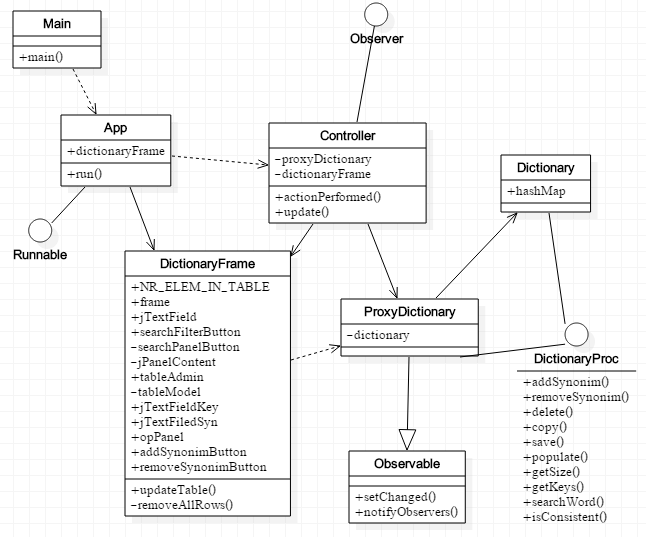 Main
+main()
Observer
App
+dictionaryFrame
+run()
Controller
-proxyDictionary
-dictionaryFrame
+actionPerformed()
+update()
Dictionary
+hashMap
Runnable
DictionaryFrame
+NR_ELEM_IN_TABLE
+frame
+jTextField
+searchFilterButton
-searchPanelButton
-jPanelContent
+tableAdmin
-tableModel
+jTextFieldKey
+jTextFiledSyn
+opPanel
+addSynonimButton
+removeSynonimButton
+updateTable()
-removeAllRows()
ProxyDictionary
-dictionary
DictionaryProc
+addSynonim()
+removeSynonim()
+delete()
+copy()
+save()
+populate()
+getSize()
+getKeys()
+searchWord()
+isConsistent()
Observable
+setChanged()
+notifyObservers()